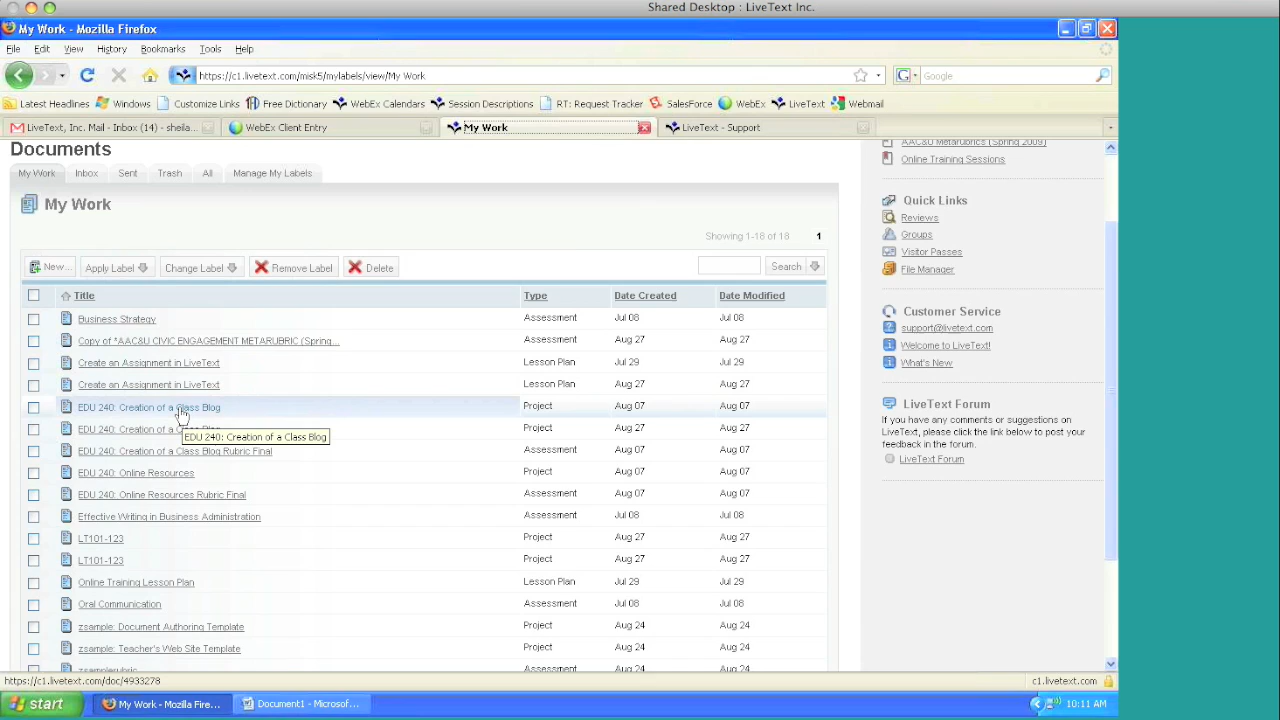 Shared Desktop : LiveText Inc.
My Work - Mozilla Firefox
File Edit View History Bookmarks Tools Help
https://c1.livetext.com/misk5/mylabels/view/My Work
Google
Latest Headlines Windows Customize Links Free Dictionary WebEx Calendars Session Descriptions RT: Request Tracker SalesForce WebEx LiveText Webmail
LiveText, Inc. Mail - Inbox (14) - sheila... WebEx Client Entry My Work LiveText - Support
Documents
My Work Inbox Sent Trash All Manage My Labels
My Work
Showing 1-18 of 18 1
New... Apply Label Change Label Remove Label Delete Search
Title Type Date Created Date Modified
Business Strategy Assessment Jul 08 Jul 08
Copy of *AAC&U CIVIC ENGAGEMENT METARUBRIC (Spring... Assessment Aug 27 Aug 27
Create an Assignment in LiveText Lesson Plan Jul 29 Jul 29
Create an Assignment in LiveText Lesson Plan Aug 27 Aug 27
EDU 240: Creation of a Class Blog Project Aug 07 Aug 07
EDU 240: Creation of a Project Aug 07 Aug 07
EDU 240: Creation of a Class Blog
EDU 240: Creation of a Class Blog Rubric Final Assessment Aug 07 Aug 07
EDU 240: Online Resources Project Aug 07 Aug 07
EDU 240: Online Resources Rubric Final Assessment Aug 07 Aug 07
Effective Writing in Business Administration Assessment Jul 08 Jul 08
LT101-123 Project Aug 27 Aug 27
LT101-123 Project Aug 27 Aug 27
Online Training Lesson Plan Lesson Plan Jul 29 Jul 29
Oral Communication Assessment Jul 08 Jul 08
zsample: Document Authoring Template Project Aug 24 Aug 24
zsample: Teacher's Web Site Template Project Aug 24 Aug 24
zsamplerubric Assessment Aug 24 Aug 24
AAC&U Metarubrics (Spring 2009)
Online Training Sessions
Quick Links
Reviews
Groups
Visitor Passes
File Manager
Customer Service
support@livetext.com
Welcome to LiveText!
What's New
LiveText Forum
If you have any comments or suggestions on
LiveText, please click the link below to post your
feedback in the forum.
LiveText Forum
https://c1.livetext.com/doc/4933278 c1.livetext.com
start My Work - Mozilla Fire... Document1 - Microsof... 10:11 AM